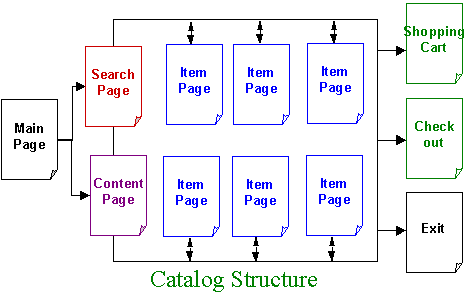 Main
Page
Search
Page
Content
Page
Item
Page
Item
Page
Item
Page
Item
Page
Item
Page
Item
Page
Shopping
Cart
Check
out
Exit
Catalog Structure